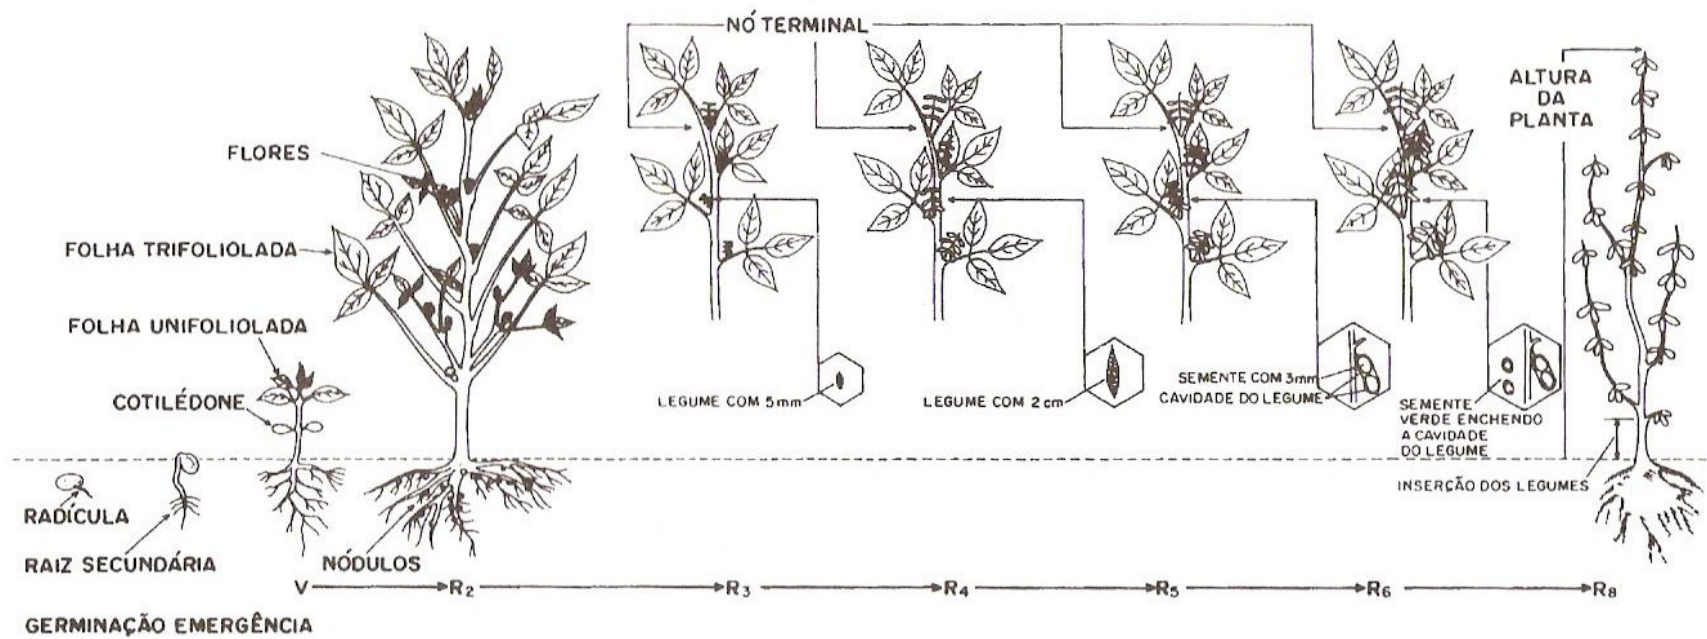 NÓ TERMINAL
ALTURA
DA
PLANTA
FLORES
FOLHA TRIFOLIOLADA
FOLHA UNIFOLIOLADA
COTILÉDONE
LEGUME COM 5mm
LEGUME COM 2 cm
SEMENTE COM 3mm
CAVIDADE DO LEGUME
SEMENTE
VERDE ENCHENDO
A CAVIDADE
DO LEGUME
INSERÇÃO DOS LEGUMES
RADÍCULA
RAIZ SECUNDÁRIA
NÓDULOS
V R2 R3 R4 R5 R6 R8
GERMINAÇÃO EMERGÊNCIA